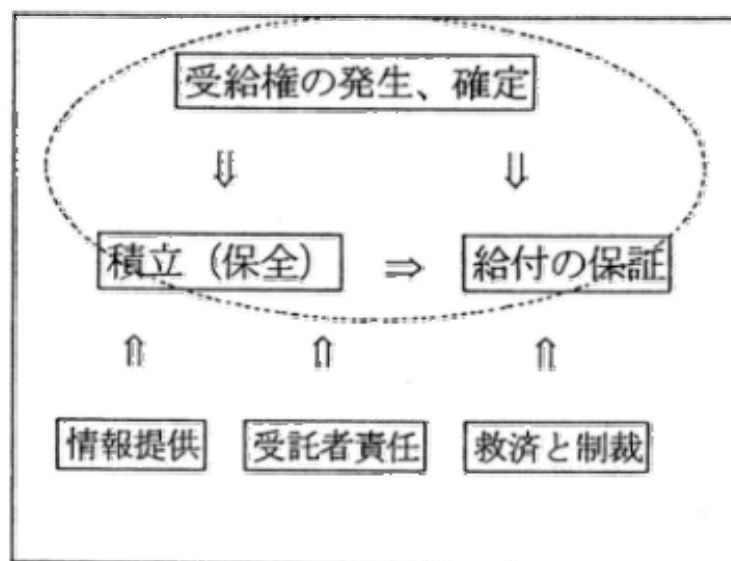 受給権の発生、確定
⇓ ⇓
積立（保全） ⇒ 給付の保証
⇑ ⇑ ⇑
情報提供 受託者責任 救済と制裁